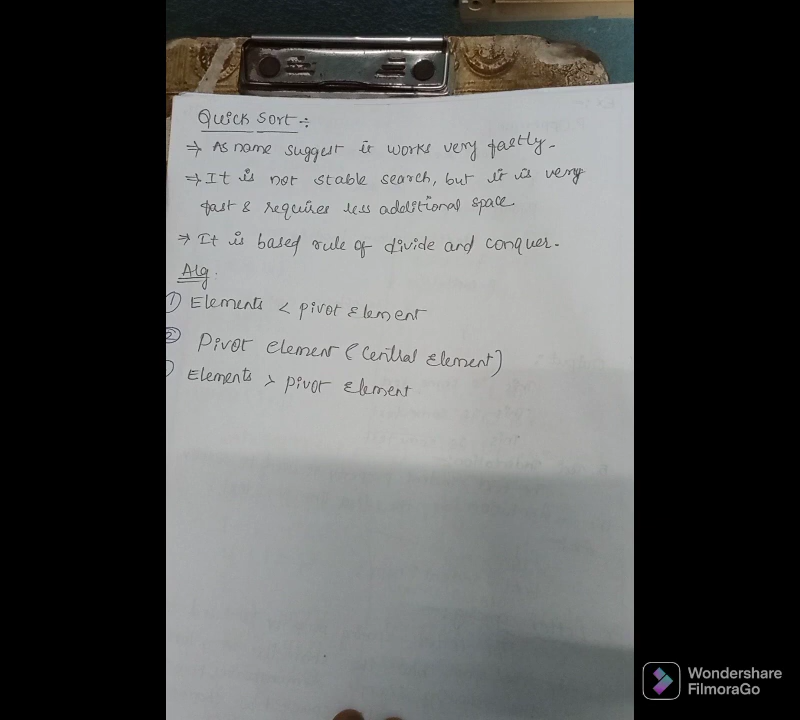 Quick Sort :-
⇒ As name suggest it works very fastly.
⇒ It is not stable search, but it is very
fast & requires less additional space.
⇒ It is based rule of divide and conquer.
Alg.
① Elements < pivot Element
② Pivot element (Central Element)
) Elements > pivot Element
Wondershare
FilmoraGo